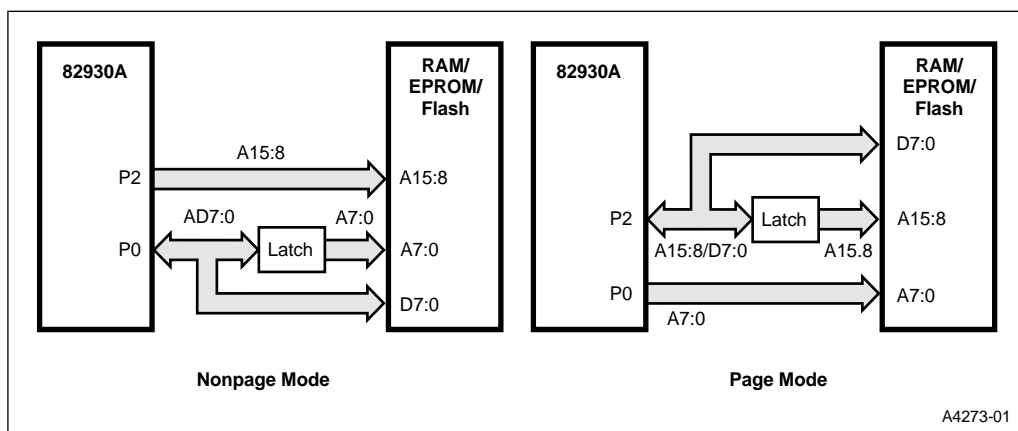 82930A
RAM/
EPROM/
Flash
A15:8
P2
A15:8
AD7:0
A7:0
P0
Latch
A7:0
D7:0
Nonpage Mode
82930A
RAM/
EPROM/
Flash
D7:0
P2
Latch
A15:8
A15:8/D7:0
A15.8
P0
A7:0
A7:0
Page Mode
A4273-01